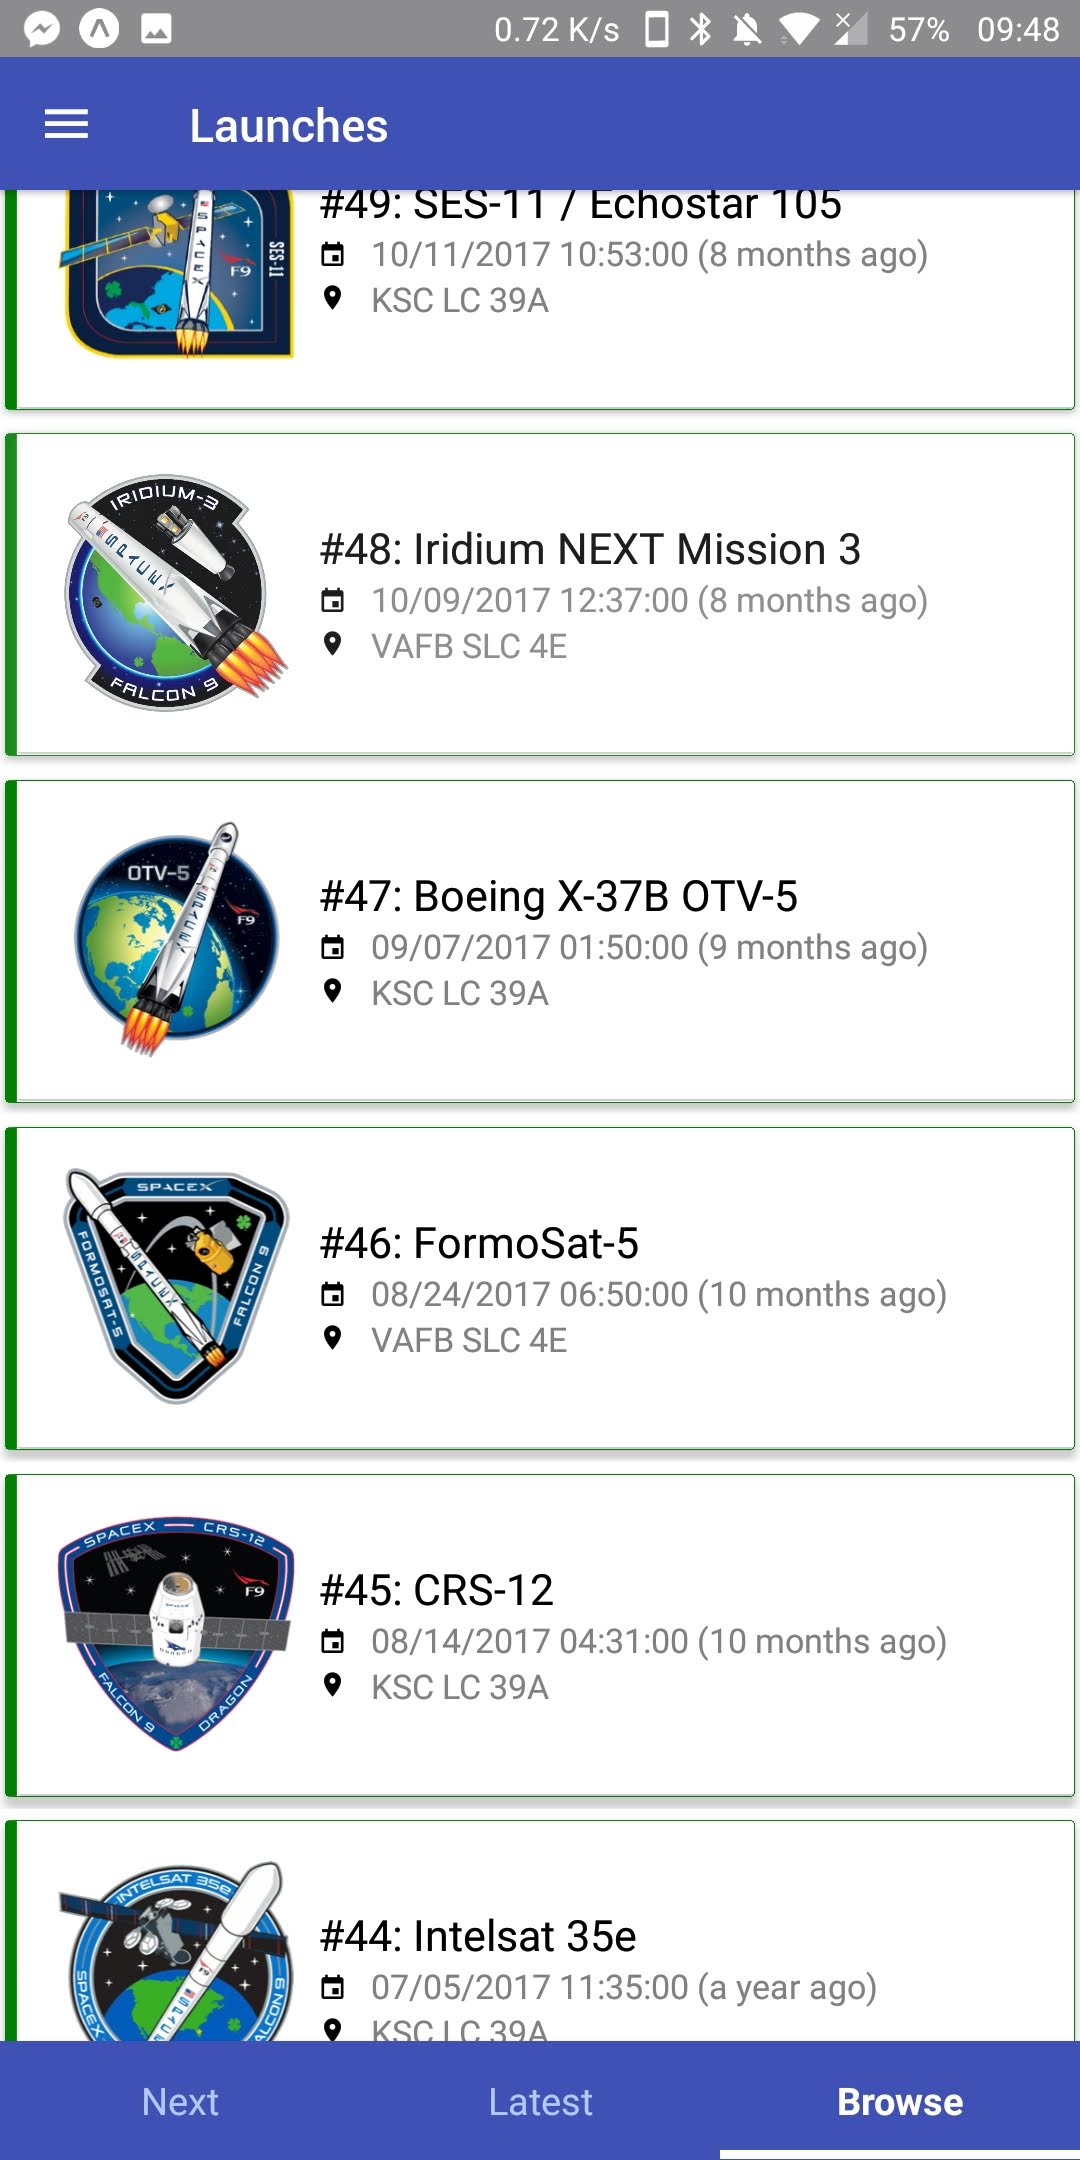 0.72 K/s 57% 09:48
Launches
#49: SES-11 / Echostar 105
10/11/2017 10:53:00 (8 months ago)
KSC LC 39A
SPACEX
F9
SES-11
#48: Iridium NEXT Mission 3
10/09/2017 12:37:00 (8 months ago)
VAFB SLC 4E
IRIDIUM-3
SPACEX
FALCON 9
#47: Boeing X-37B OTV-5
09/07/2017 01:50:00 (9 months ago)
KSC LC 39A
OTV-5
SPACEX
F9
#46: FormoSat-5
08/24/2017 06:50:00 (10 months ago)
VAFB SLC 4E
SPACEX
FORMOSAT-5
SPACEX
FALCON 9
#45: CRS-12
08/14/2017 04:31:00 (10 months ago)
KSC LC 39A
SPACEX CRS-12
F9
SPACEX
DRAGON
FALCON 9
DRAGON
#44: Intelsat 35e
07/05/2017 11:35:00 (a year ago)
KSC LC 39A
INTELSAT 35e
F9
SPACEX
ALCON 9
Next
Latest
Browse